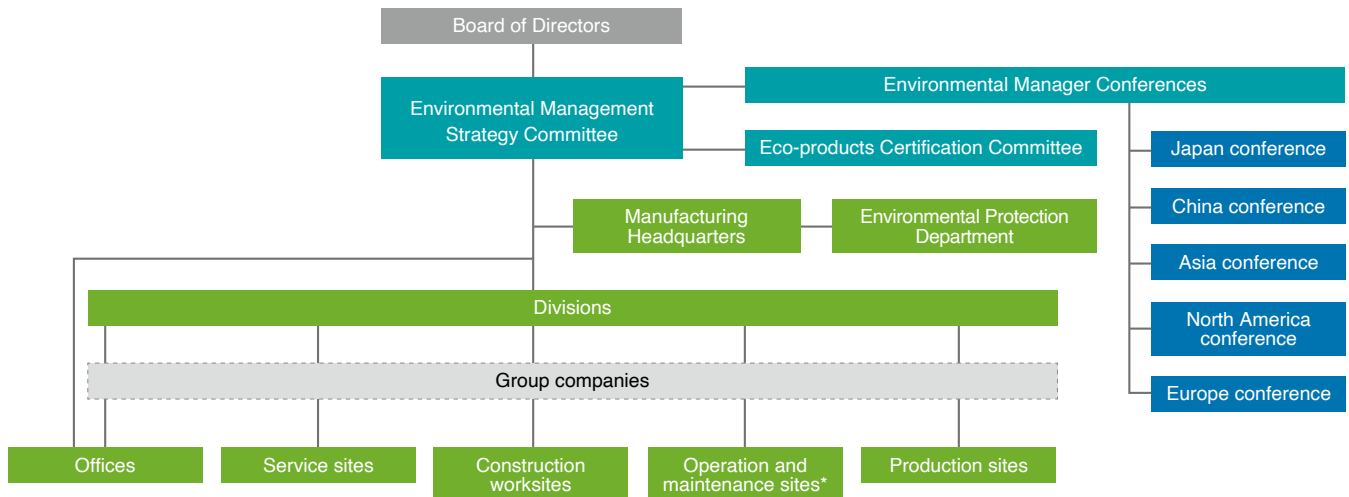 Board of Directors
Environmental Management
Strategy Committee
Environmental Manager Conferences
Eco-products Certification Committee
Japan conference
China conference
Asia conference
North America
conference
Europe conference
Manufacturing
Headquarters
Environmental Protection
Department
Divisions
Group companies
Offices
Service sites
Construction
worksites
Operation and
maintenance sites*
Production sites